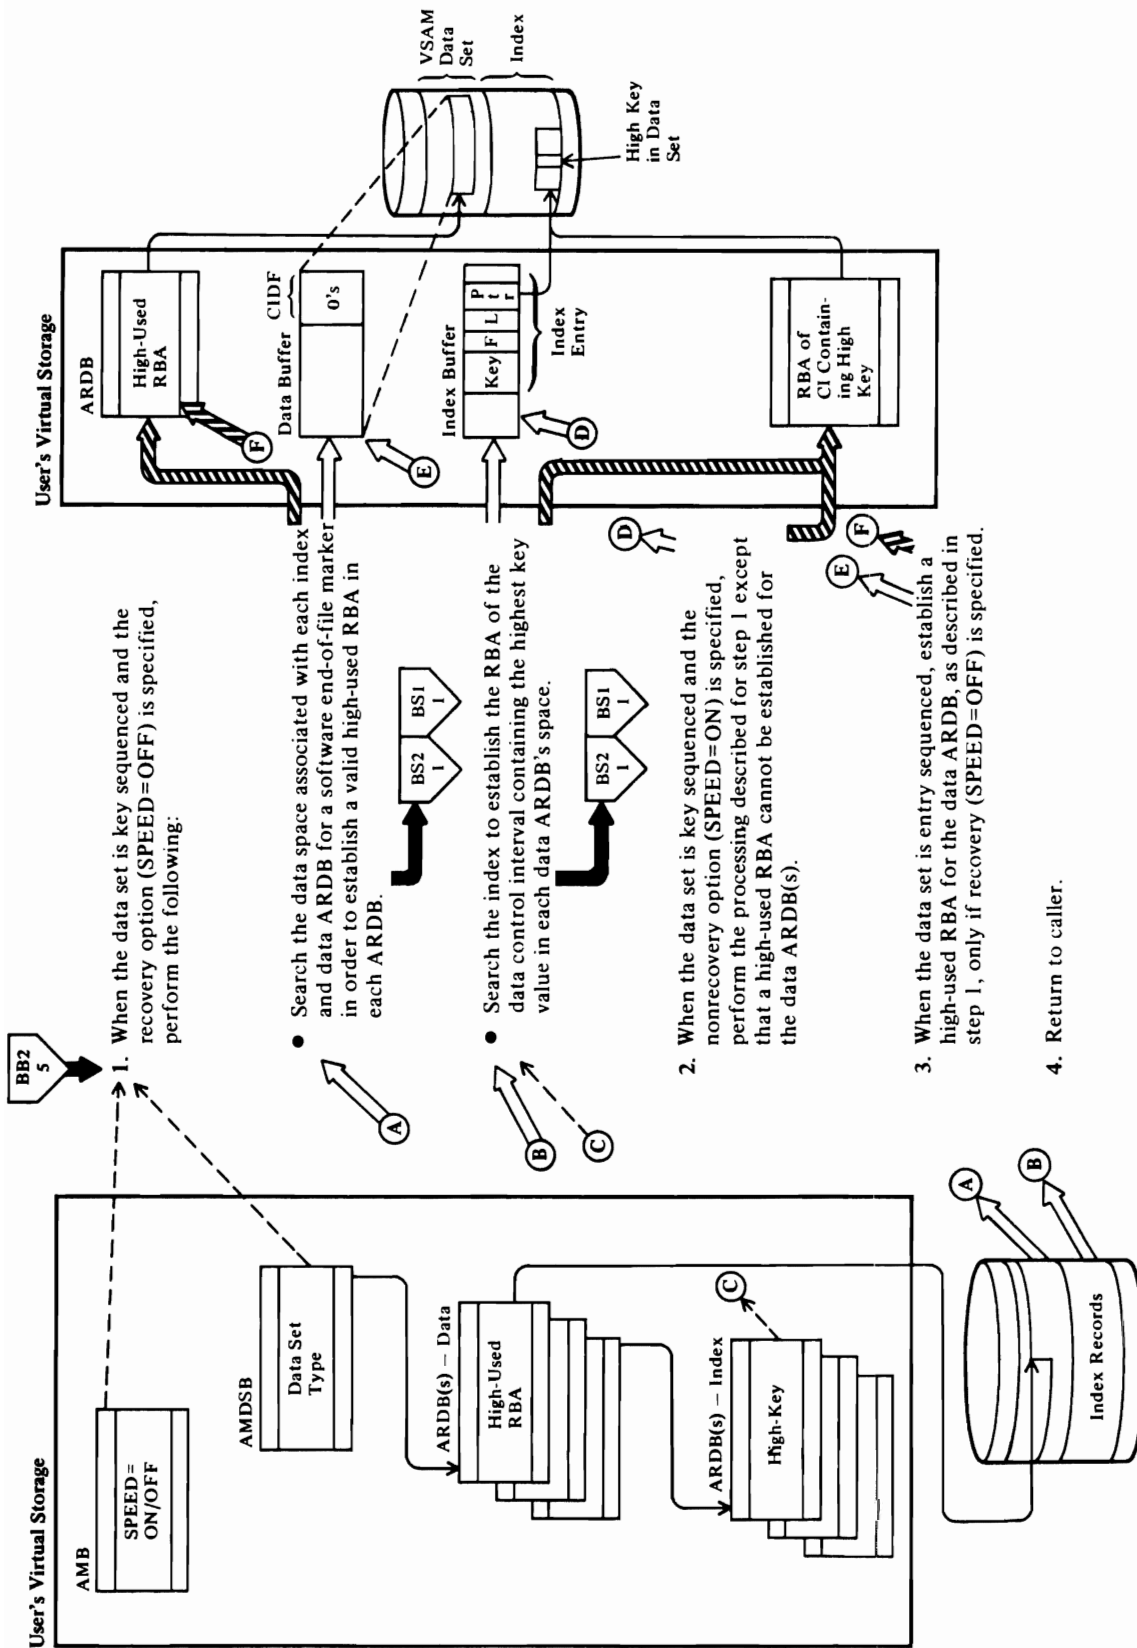 User's Virtual Storage
AMB
SPEED=
ON/OFF
AMDSB
Data Set
Type
ARDB(s) — Data
High-Used
RBA
ARDB(s) — Index
High-Key
C
Index Records
A
B
BB2
5
1. When the data set is key sequenced and the
recovery option (SPEED=OFF) is specified,
perform the following:
A
• Search the data space associated with each index
and data ARDB for a software end-of-file marker
in order to establish a valid high-used RBA in
each ARDB.
BS2
1
BS1
1
B
C
• Search the index to establish the RBA of the
data control interval containing the highest key
value in each data ARDB's space.
BS2
1
BS1
1
2. When the data set is key sequenced and the
nonrecovery option (SPEED=ON) is specified,
perform the processing described for step 1 except
that a high-used RBA cannot be established for
the data ARDB(s).
D
3. When the data set is entry sequenced, establish a
high-used RBA for the data ARDB, as described in
step 1, only if recovery (SPEED=OFF) is specified.
E
F
4. Return to caller.
User's Virtual Storage
ARDB
High-Used
RBA
F
Data Buffer
CIDF
0's
E
Index Buffer
Key
F
L
P
t
r
Index
Entry
D
RBA of
CI Contain-
ing High
Key
VSAM
Data
Set
Index
High Key
in Data
Set